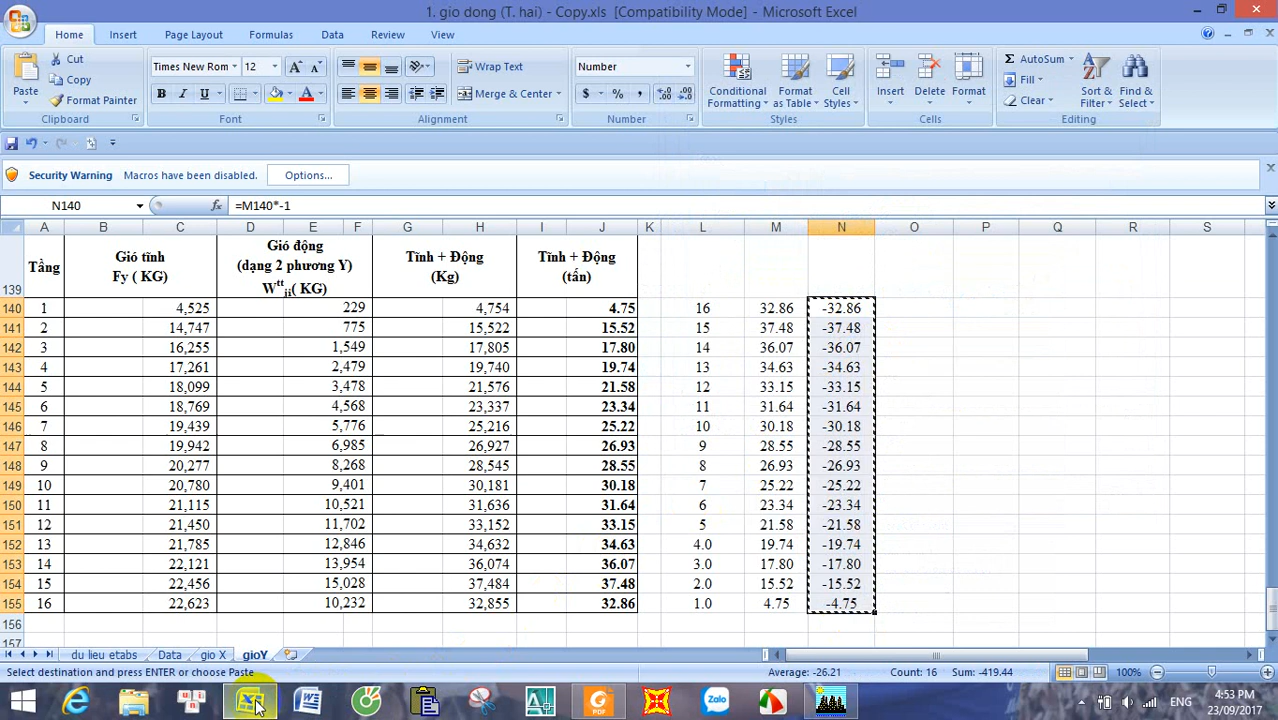 1. gio dong (T. hai) - Copy.xls [Compatibility Mode] - Microsoft Excel
Home Insert Page Layout Formulas Data Review View
Paste Cut Copy Format Painter Clipboard
Times New Rom 12 A A B I U A Font
Wrap Text Merge & Center Alignment
Number $ % , .0 .00 .00 .0 Number
Conditional Formatting Format as Table Cell Styles Styles
Insert Delete Format Cells
Σ AutoSum Fill Clear Sort & Filter Find & Select Editing
Security Warning Macros have been disabled. Options...
N140 fx =M140*-1
A B C D E F G H I J K L M N O P Q R S
139 Tầng Gió tĩnh Fy ( KG) Gió động (dạng 2 phương Y) Wttji( KG) Tĩnh + Động (Kg) Tĩnh + Động (tấn)
140 1 4,525 229 4,754 4.75 16 32.86 -32.86
141 2 14,747 775 15,522 15.52 15 37.48 -37.48
142 3 16,255 1,549 17,805 17.80 14 36.07 -36.07
143 4 17,261 2,479 19,740 19.74 13 34.63 -34.63
144 5 18,099 3,478 21,576 21.58 12 33.15 -33.15
145 6 18,769 4,568 23,337 23.34 11 31.64 -31.64
146 7 19,439 5,776 25,216 25.22 10 30.18 -30.18
147 8 19,942 6,985 26,927 26.93 9 28.55 -28.55
148 9 20,277 8,268 28,545 28.55 8 26.93 -26.93
149 10 20,780 9,401 30,181 30.18 7 25.22 -25.22
150 11 21,115 10,521 31,636 31.64 6 23.34 -23.34
151 12 21,450 11,702 33,152 33.15 5 21.58 -21.58
152 13 21,785 12,846 34,632 34.63 4.0 19.74 -19.74
153 14 22,121 13,954 36,074 36.07 3.0 17.80 -17.80
154 15 22,456 15,028 37,484 37.48 2.0 15.52 -15.52
155 16 22,623 10,232 32,855 32.86 1.0 4.75 -4.75
156
157
du lieu etabs Data gio X gioY
Select destination and press ENTER or choose Paste Average: -26.21 Count: 16 Sum: -419.44 100%
PDF Zalo ENG 4:53 PM
23/09/2017